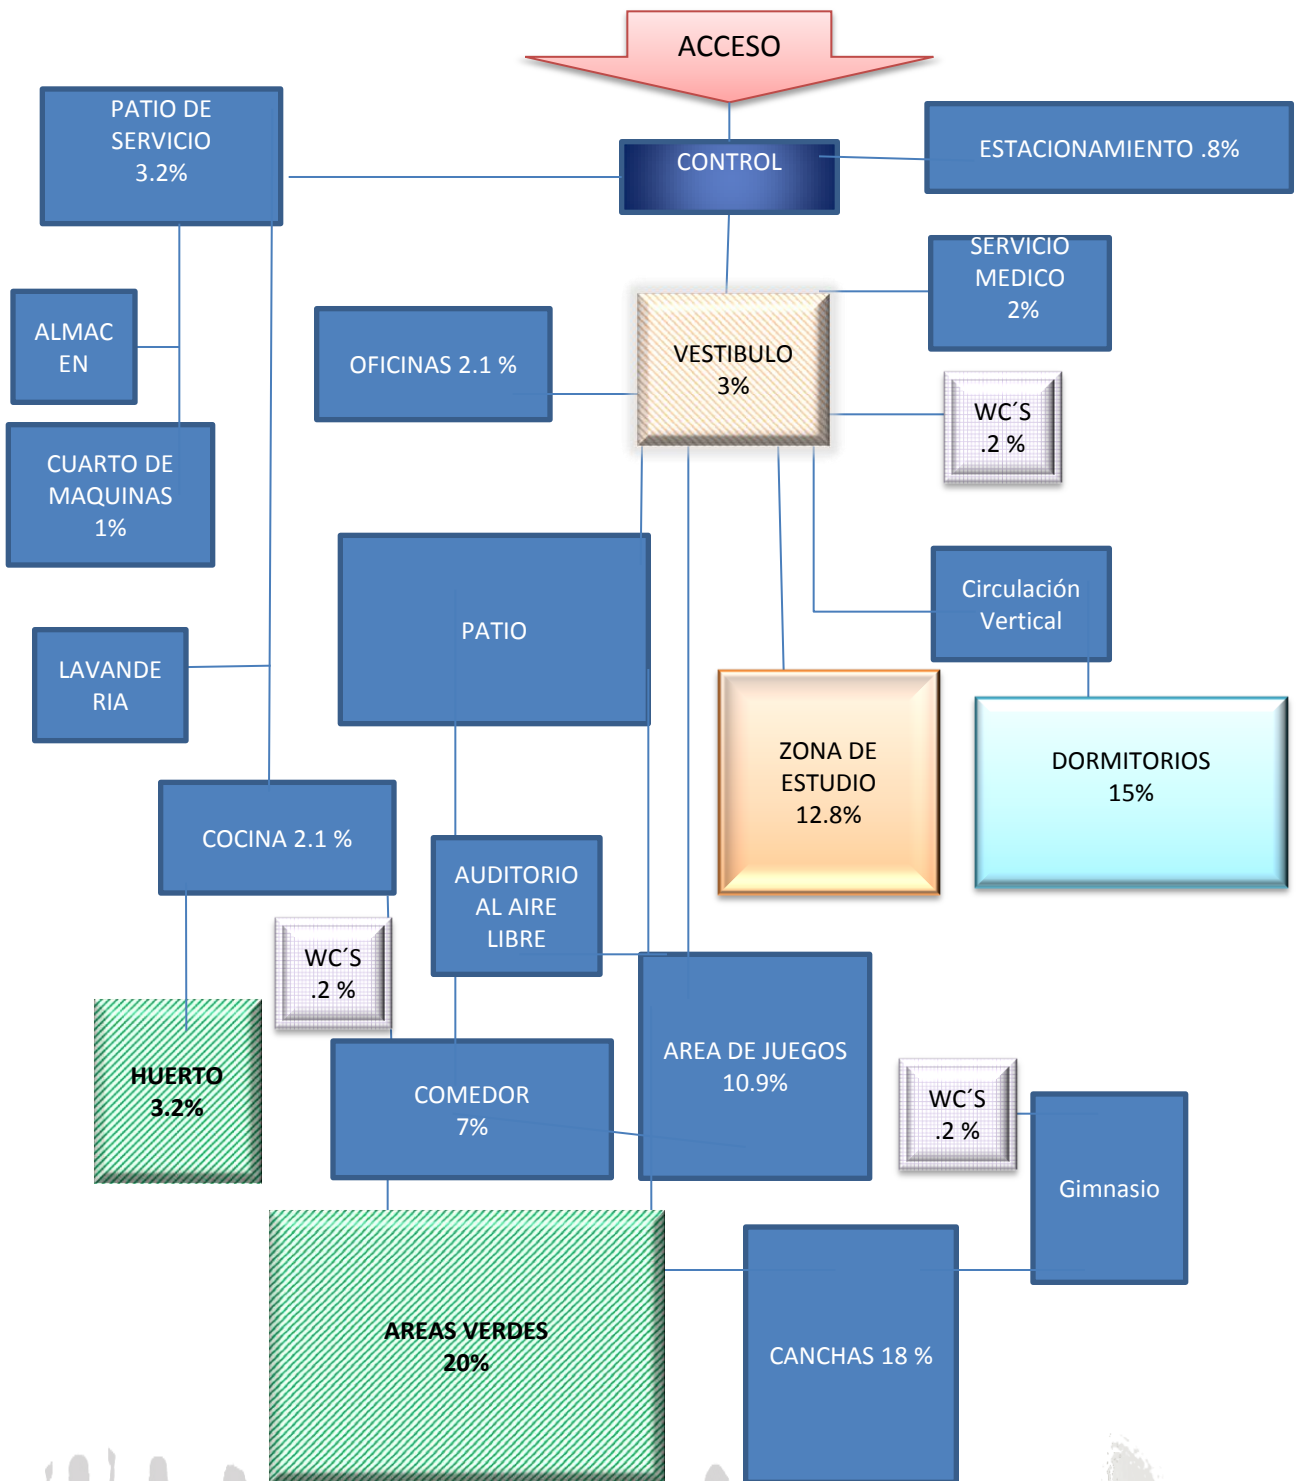 ACCESO
PATIO DE
SERVICIO
3.2%
CONTROL
ESTACIONAMIENTO .8%
SERVICIO
MEDICO
2%
ALMAC
EN
OFICINAS 2.1 %
VESTIBULO
3%
WC´S
.2 %
CUARTO DE
MAQUINAS
1%
PATIO
Circulación
Vertical
LAVANDE
RIA
ZONA DE
ESTUDIO
12.8%
DORMITORIOS
15%
COCINA 2.1 %
AUDITORIO
AL AIRE
LIBRE
WC´S
.2 %
HUERTO
3.2%
COMEDOR
7%
AREA DE JUEGOS
10.9%
WC´S
.2 %
Gimnasio
AREAS VERDES
20%
CANCHAS 18 %